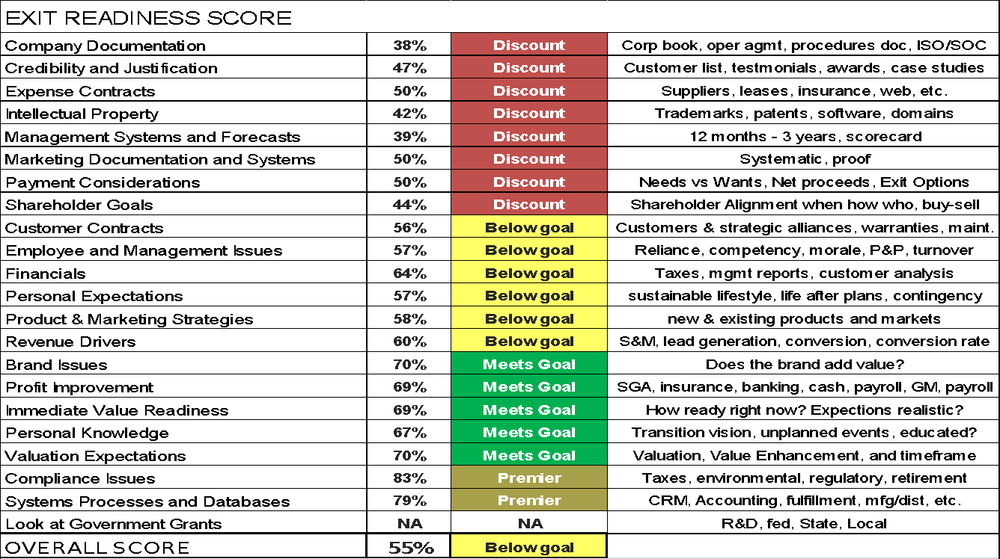 EXIT READINESS SCORE
Company Documentation 38% Discount Corp book, oper agmt, procedures doc, ISO/SOC
Credibility and Justification 47% Discount Customer list, testmonials, awards, case studies
Expense Contracts 50% Discount Suppliers, leases, insurance, web, etc.
Intellectual Property 42% Discount Trademarks, patents, software, domains
Management Systems and Forecasts 39% Discount 12 months - 3 years, scorecard
Marketing Documentation and Systems 50% Discount Systematic, proof
Payment Considerations 50% Discount Needs vs Wants, Net proceeds, Exit Options
Shareholder Goals 44% Discount Shareholder Alignment when how who, buy-sell
Customer Contracts 56% Below goal Customers & strategic alliances, warranties, maint.
Employee and Management Issues 57% Below goal Reliance, competency, morale, P&P, turnover
Financials 64% Below goal Taxes, mgmt reports, customer analysis
Personal Expectations 57% Below goal sustainable lifestyle, life after plans, contingency
Product & Marketing Strategies 58% Below goal new & existing products and markets
Revenue Drivers 60% Below goal S&M, lead generation, conversion, conversion rate
Brand Issues 70% Meets Goal Does the brand add value?
Profit Improvement 69% Meets Goal SGA, insurance, banking, cash, payroll, GM, payroll
Immediate Value Readiness 69% Meets Goal How ready right now? Expections realistic?
Personal Knowledge 67% Meets Goal Transition vision, unplanned events, educated?
Valuation Expectations 70% Meets Goal Valuation, Value Enhancement, and timeframe
Compliance Issues 83% Premier Taxes, environmental, regulatory, retirement
Systems Processes and Databases 79% Premier CRM, Accounting, fulfillment, mfg/dist, etc.
Look at Government Grants NA NA R&D, fed, State, Local
OVERALL SCORE 55% Below goal